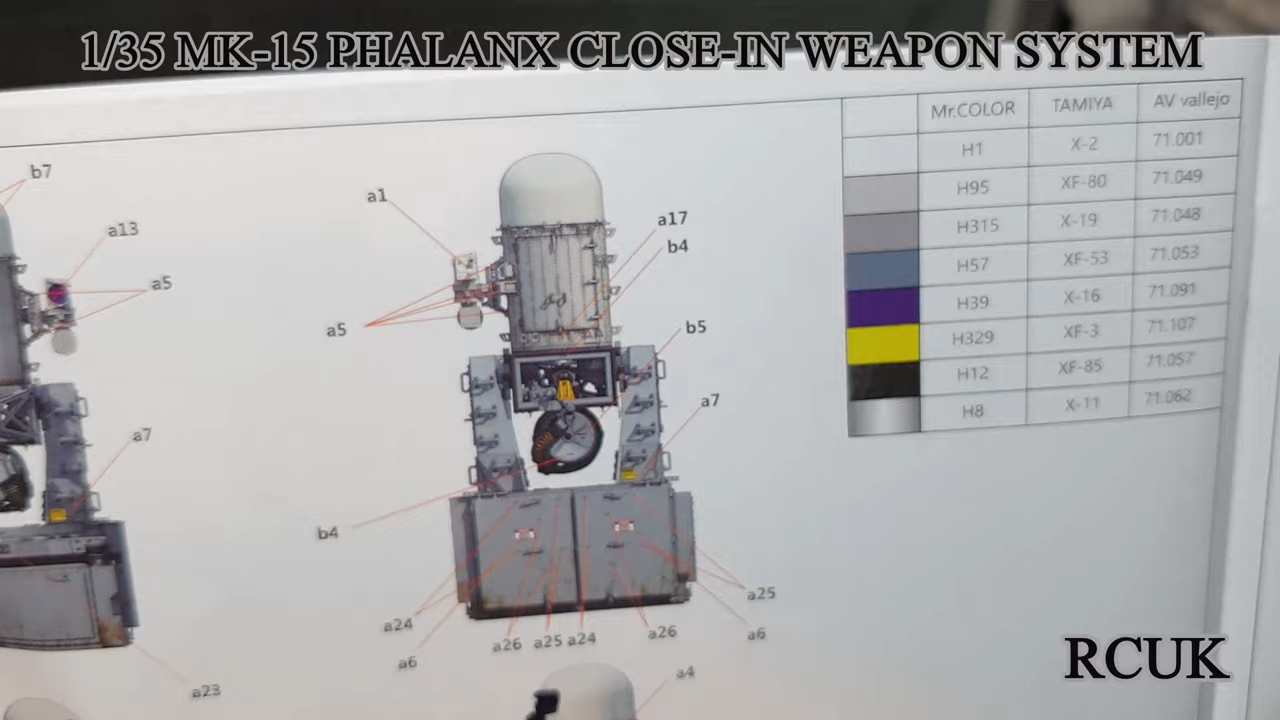 1/35 MK-15 PHALANX CLOSE-IN WEAPON SYSTEM
Mr.COLOR TAMIYA AV vallejo
H1 X-2 71.001
H95 XF-80 71.049
H315 X-19 71.048
H57 XF-53 71.053
H39 X-16 71.091
H329 XF-3 71.107
H12 XF-85 71.057
H8 X-11 71.062
b7
a13
a5
a7
a23
a1
a17
b4
a5
b5
a7
b4
a24
a6
a26
a25
a24
a26
a25
a6
a4
RCUK